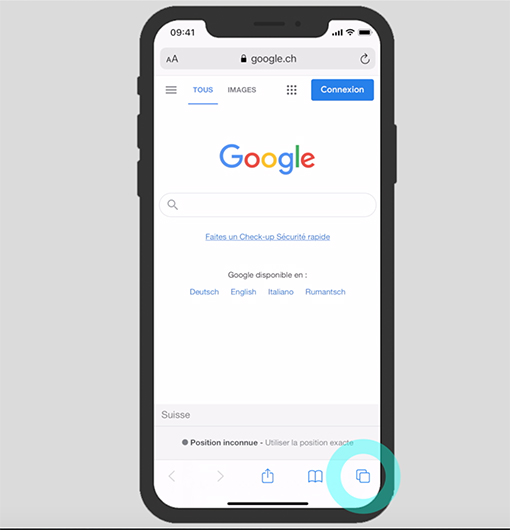 09:41
AA google.ch
TOUS IMAGES Connexion
Google
Faites un Check-up Sécurité rapide
Google disponible en :
Deutsch English Italiano Rumantsch
Suisse
Position inconnue - Utiliser la position exacte